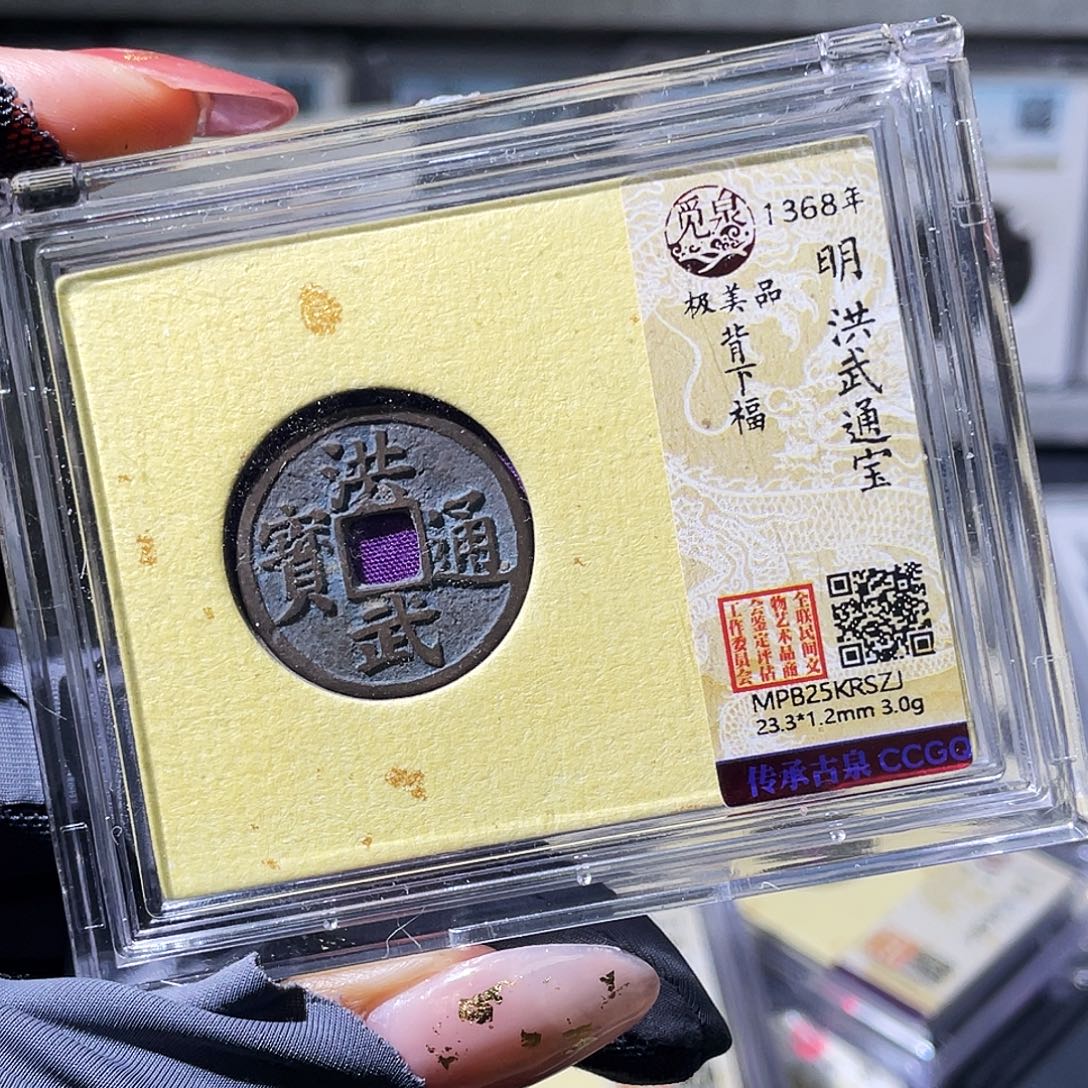 洪武通寶
覓泉
1368年
明 洪武通宝
极美品
背下福
全联民间文
物艺术品商
会鉴定评估
工作委员会
MPB25KRSZJ
23.3*1.2mm 3.0g
传承古泉 CCGQ